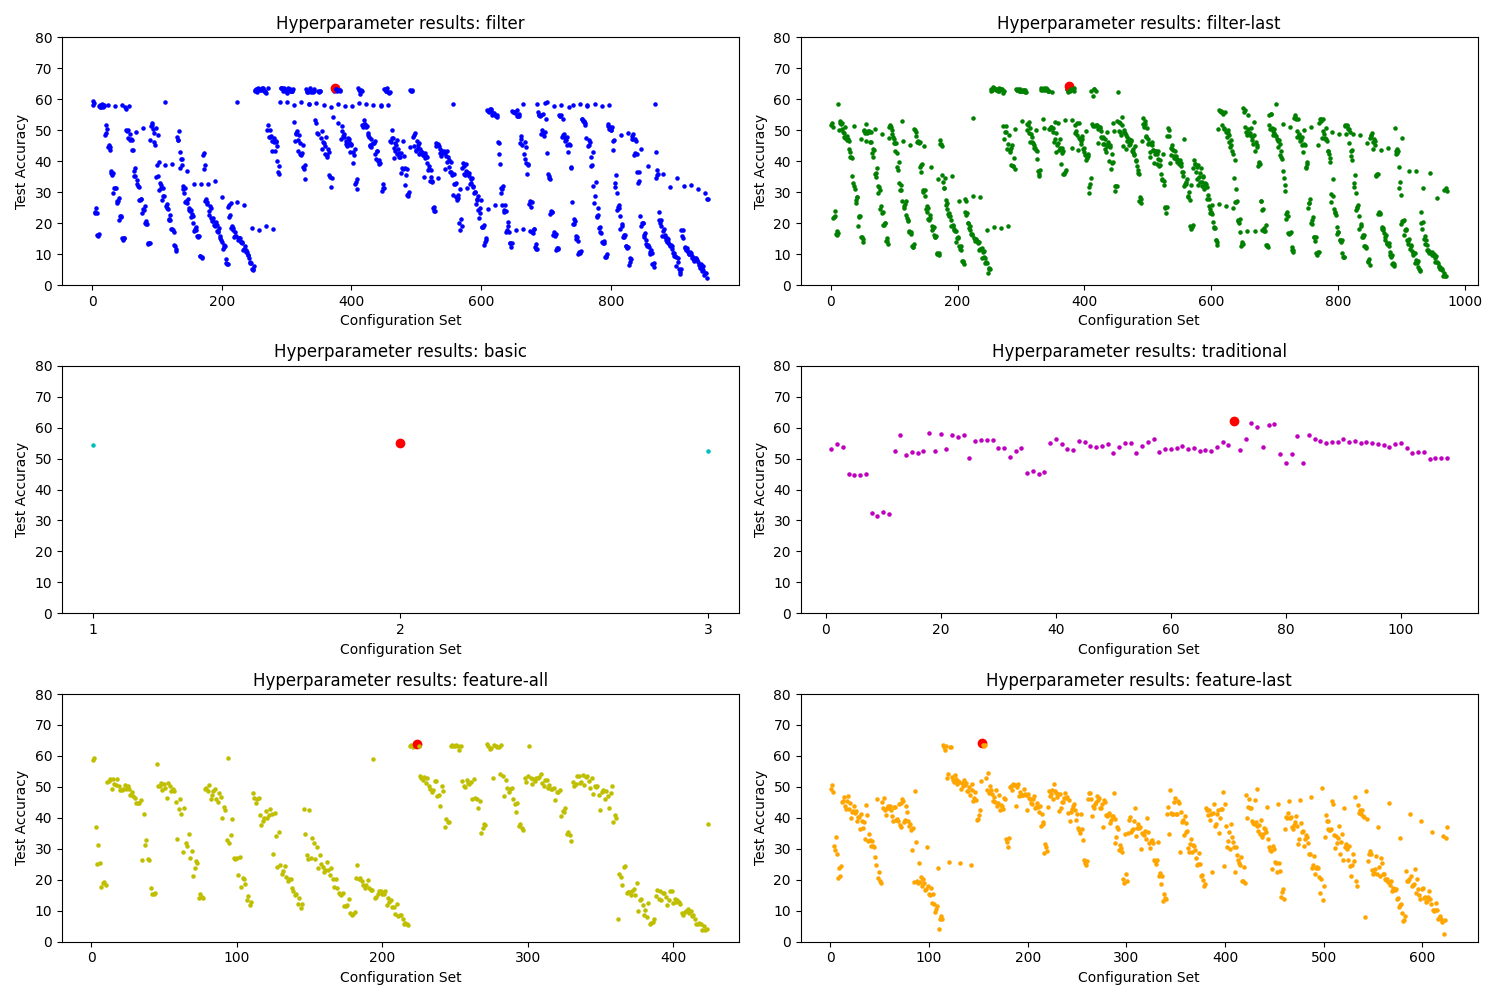 Hyperparameter results: filter
80
70
60
50
40
30
20
10
0
Test Accuracy
0 200 400 600 800
Configuration Set
Hyperparameter results: filter-last
80
70
60
50
40
30
20
10
0
Test Accuracy
0 200 400 600 800 1000
Configuration Set
Hyperparameter results: basic
80
70
60
50
40
30
20
10
0
Test Accuracy
1 2 3
Configuration Set
Hyperparameter results: traditional
80
70
60
50
40
30
20
10
0
Test Accuracy
0 20 40 60 80 100
Configuration Set
Hyperparameter results: feature-all
80
70
60
50
40
30
20
10
0
Test Accuracy
0 100 200 300 400
Configuration Set
Hyperparameter results: feature-last
80
70
60
50
40
30
20
10
0
Test Accuracy
0 100 200 300 400 500 600
Configuration Set